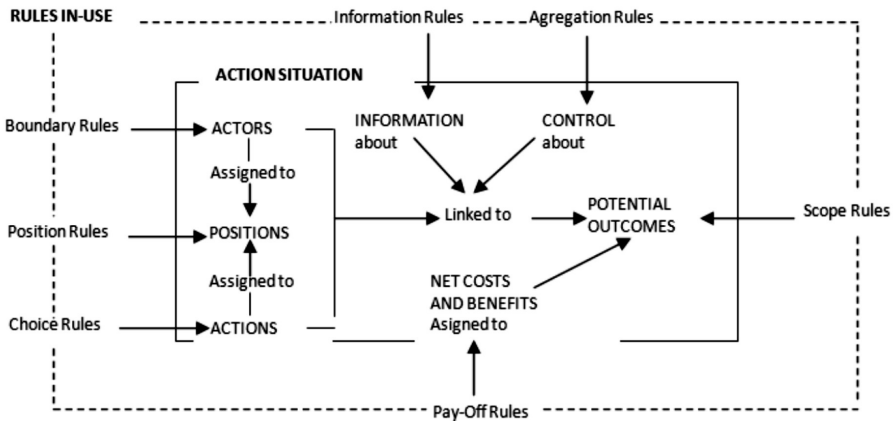 RULES IN-USE
Information Rules
Agregation Rules
ACTION SITUATION
Boundary Rules
ACTORS
INFORMATION
about
CONTROL
about
Assigned to
Position Rules
POSITIONS
Linked to
POTENTIAL
OUTCOMES
Scope Rules
Assigned to
NET COSTS
AND BENEFITS
Asigned to
Choice Rules
ACTIONS
Pay-Off Rules